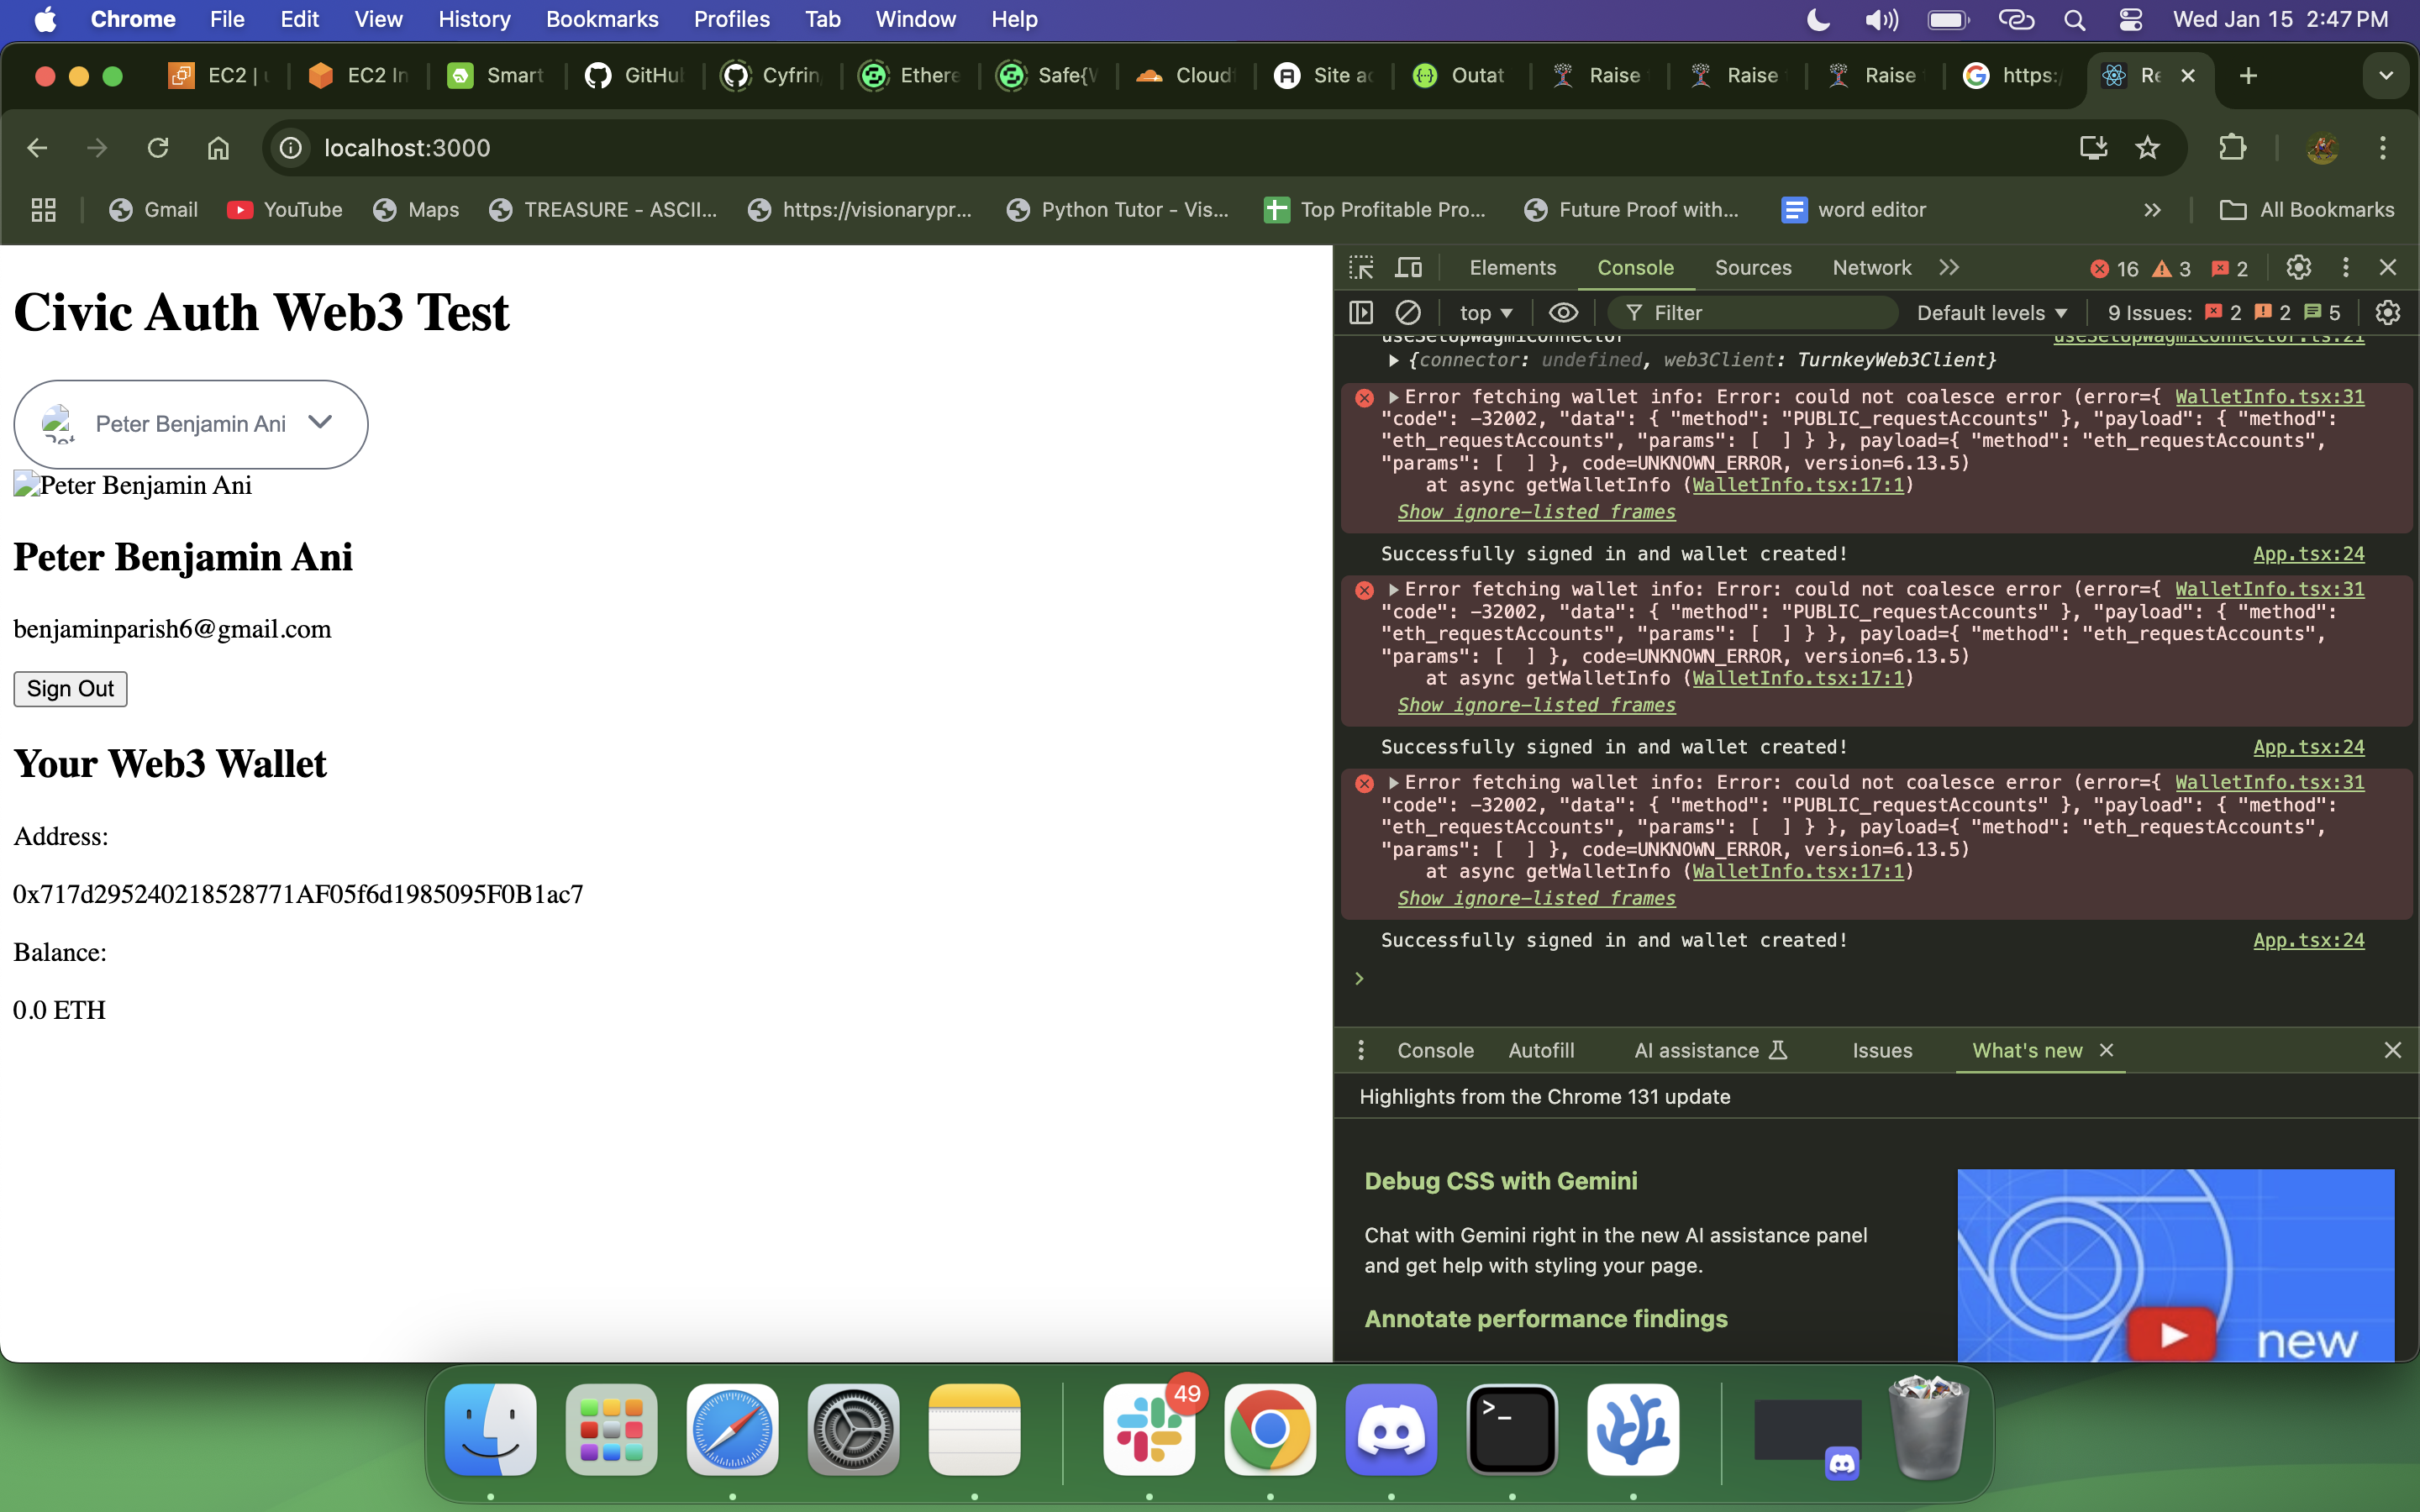 Chrome File Edit View History Bookmarks Profiles Tab Window Help Wed Jan 15 2:47 PM
EC2 | EC2 In Smart GitHu Cyfrin Ethere Safe{ Cloud Site ac Outat Raise Raise Raise https:/ Re
localhost:3000
Gmail YouTube Maps TREASURE - ASCII... https://visionarypr... Python Tutor - Vis... Top Profitable Pro... Future Proof with... word editor All Bookmarks
Civic Auth Web3 Test
Peter Benjamin Ani
Peter Benjamin Ani
Peter Benjamin Ani
benjaminparish6@gmail.com
Sign Out
Your Web3 Wallet
Address:
0x717d295240218528771AF05f6d1985095F0B1ac7
Balance:
0.0 ETH
Elements Console Sources Network 16 3 2
top Filter Default levels 9 Issues: 2 2 5
useSetupWagmiConnector useSetupWagmiConnector.ts:21
{connector: undefined, web3Client: TurnkeyWeb3Client}
Error fetching wallet info: Error: could not coalesce error (error={ WalletInfo.tsx:31
"code": -32002, "data": { "method": "PUBLIC_requestAccounts" }, "payload": { "method":
"eth_requestAccounts", "params": [ ] } }, payload={ "method": "eth_requestAccounts",
"params": [ ] }, code=UNKNOWN_ERROR, version=6.13.5)
at async getWalletInfo (WalletInfo.tsx:17:1)
Show ignore-listed frames
Successfully signed in and wallet created! App.tsx:24
Error fetching wallet info: Error: could not coalesce error (error={ WalletInfo.tsx:31
"code": -32002, "data": { "method": "PUBLIC_requestAccounts" }, "payload": { "method":
"eth_requestAccounts", "params": [ ] } }, payload={ "method": "eth_requestAccounts",
"params": [ ] }, code=UNKNOWN_ERROR, version=6.13.5)
at async getWalletInfo (WalletInfo.tsx:17:1)
Show ignore-listed frames
Successfully signed in and wallet created! App.tsx:24
Error fetching wallet info: Error: could not coalesce error (error={ WalletInfo.tsx:31
"code": -32002, "data": { "method": "PUBLIC_requestAccounts" }, "payload": { "method":
"eth_requestAccounts", "params": [ ] } }, payload={ "method": "eth_requestAccounts",
"params": [ ] }, code=UNKNOWN_ERROR, version=6.13.5)
at async getWalletInfo (WalletInfo.tsx:17:1)
Show ignore-listed frames
Successfully signed in and wallet created! App.tsx:24
Console Autofill AI assistance Issues What's new
Highlights from the Chrome 131 update
Debug CSS with Gemini
Chat with Gemini right in the new AI assistance panel
and get help with styling your page.
Annotate performance findings
new
49